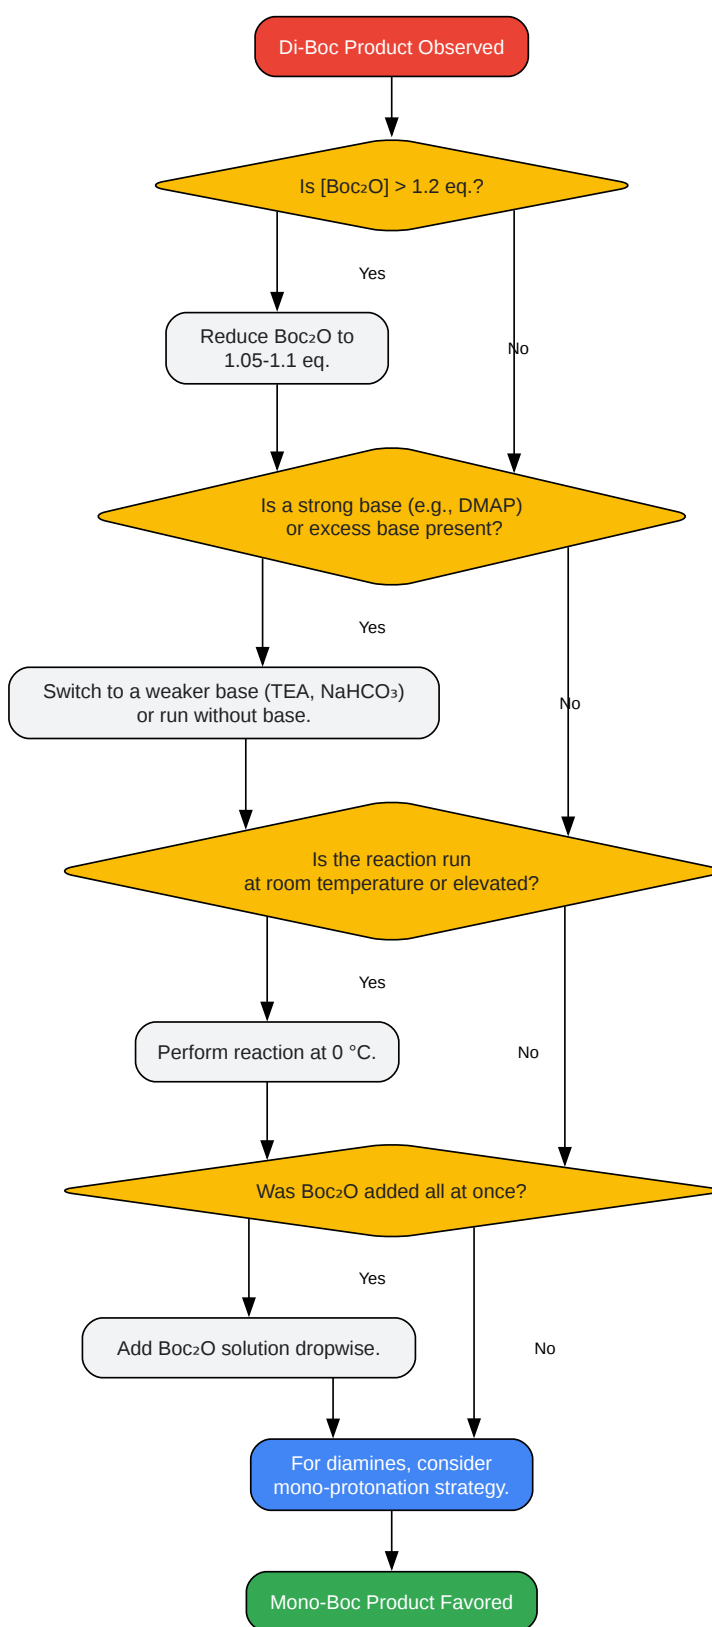 Di-Boc Product Observed
Is [Boc₂O] > 1.2 eq.?
Yes
Reduce Boc₂O to
1.05-1.1 eq.
No
Is a strong base (e.g., DMAP)
or excess base present?
Yes
Switch to a weaker base (TEA, NaHCO₃)
or run without base.
No
Is the reaction run
at room temperature or elevated?
Yes
Perform reaction at 0 °C.
No
Was Boc₂O added all at once?
Yes
Add Boc₂O solution dropwise.
No
For diamines, consider
mono-protonation strategy.
Mono-Boc Product Favored